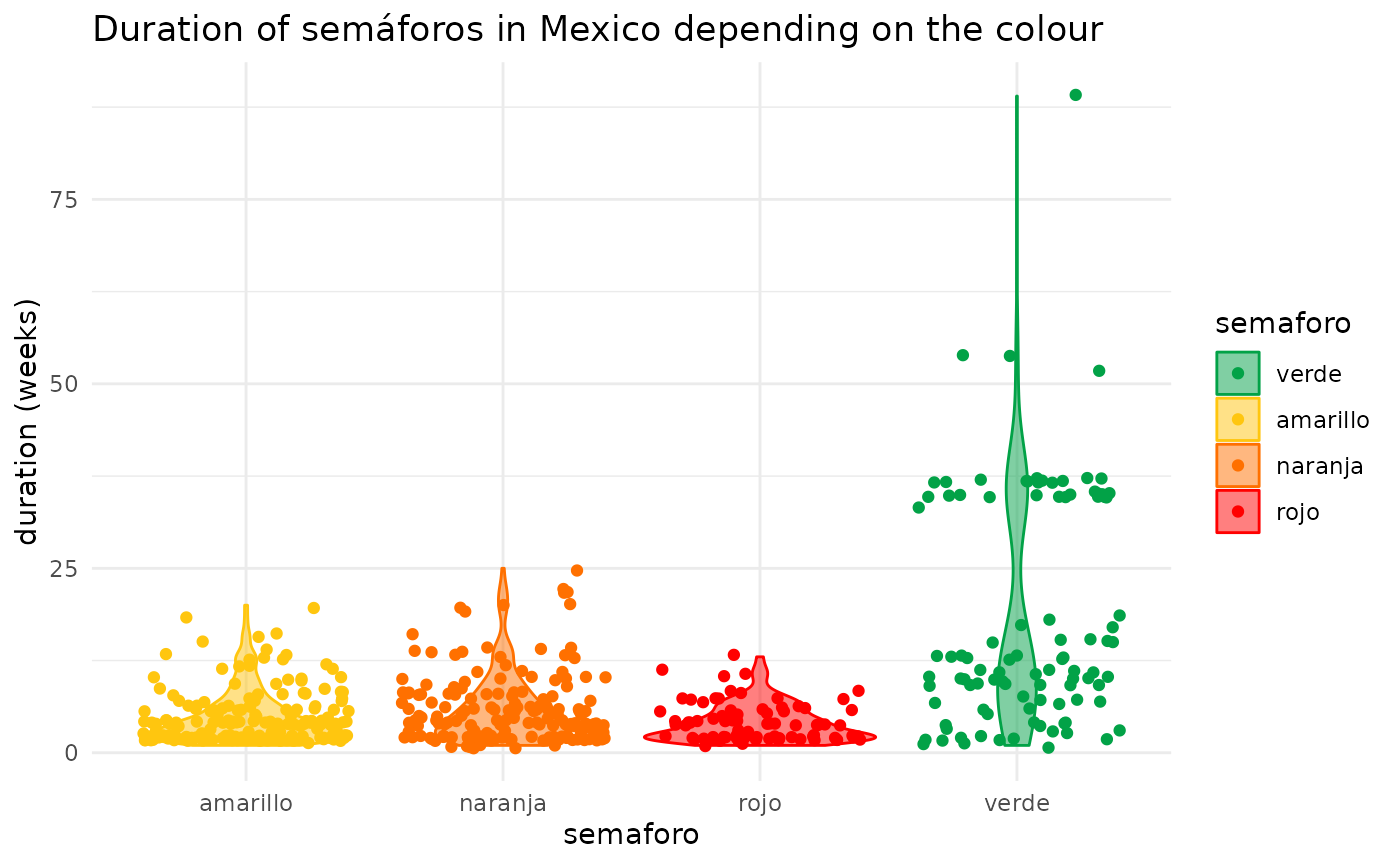 Duration of semáforos in Mexico depending on the colour
duration (weeks)
75
50
25
0
amarillo
naranja
rojo
verde
semaforo
semaforo
verde
amarillo
naranja
rojo